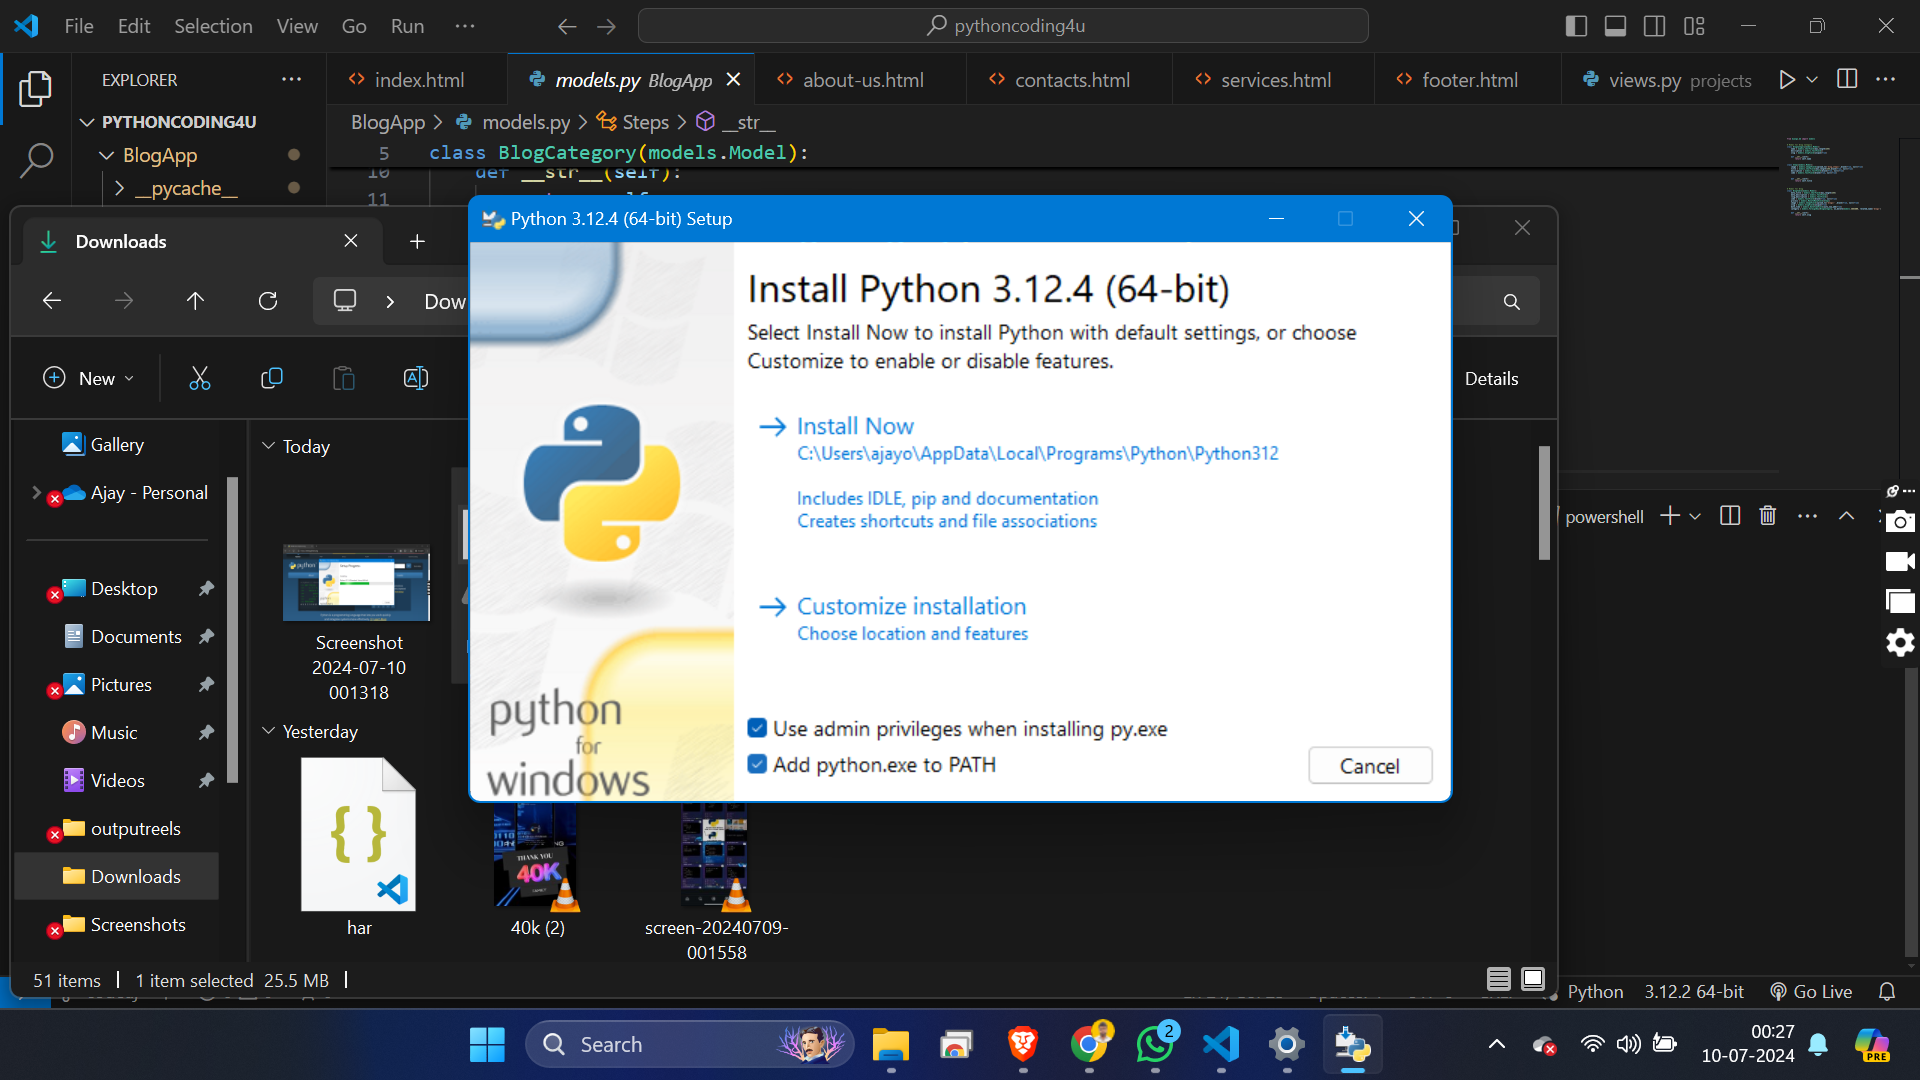 File Edit Selection View Go Run ···
pythoncoding4u
EXPLORER ···
index.html
models.py BlogApp
about-us.html
contacts.html
services.html
footer.html
views.py projects
PYTHONCODING4U
BlogApp
__pycache__
BlogApp > models.py > Steps > __str__
5 class BlogCategory(models.Model):
10 def __str__(self):
11
Downloads
Dow
New
Details
Gallery
Ajay - Personal
Desktop
Documents
Pictures
Music
Videos
outputreels
Downloads
Screenshots
Today
Screenshot
2024-07-10
001318
Yesterday
har
THANK YOU
40K
40k (2)
screen-20240709-
001558
51 items
1 item selected 25.5 MB
Python 3.12.4 (64-bit) Setup
Install Python 3.12.4 (64-bit)
Select Install Now to install Python with default settings, or choose
Customize to enable or disable features.
Install Now
C:\Users\ajayo\AppData\Local\Programs\Python\Python312
Includes IDLE, pip and documentation
Creates shortcuts and file associations
Customize installation
Choose location and features
python
for
windows
Use admin privileges when installing py.exe
Add python.exe to PATH
Cancel
powershell
Python 3.12.2 64-bit Go Live
Search
2
00:27
10-07-2024
PRE